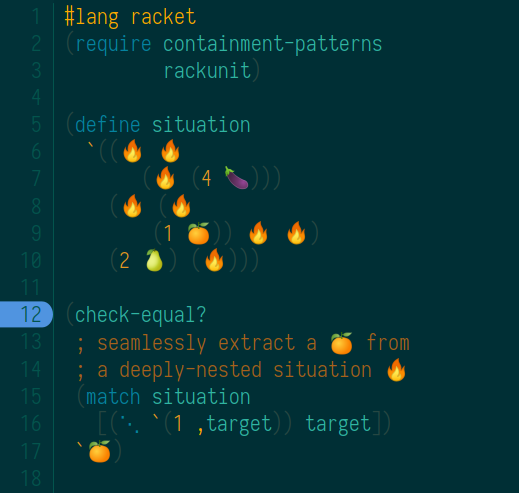 1 #lang racket
2 (require containment-patterns
3          rackunit)
4
5 (define situation
6   `((🔥 🔥
7        (🔥 (4 🍆)))
8     (🔥 (🔥
9         (1 🍊)) 🔥 🔥)
10     (2 🍐) (🔥)))
11
12 (check-equal?
13  ; seamlessly extract a 🍊 from
14  ; a deeply-nested situation 🔥
15  (match situation
16    [(⋱ `(1 ,target)) target])
17  `🍊)
18